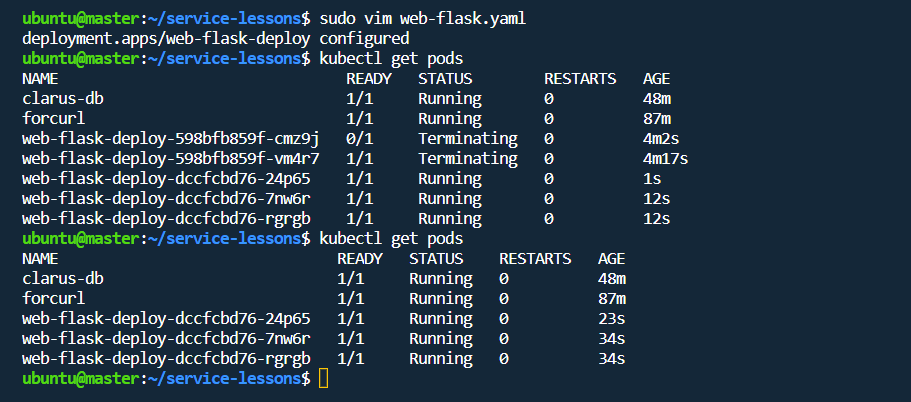 ubuntu@master:~/service-lessons$ sudo vim web-flask.yaml
deployment.apps/web-flask-deploy configured
ubuntu@master:~/service-lessons$ kubectl get pods
NAME                                READY   STATUS        RESTARTS   AGE
clarus-db                           1/1     Running       0          48m
forcurl                             1/1     Running       0          87m
web-flask-deploy-598bfb859f-cmz9j   0/1     Terminating   0          4m2s
web-flask-deploy-598bfb859f-vm4r7   1/1     Terminating   0          4m17s
web-flask-deploy-dccfcbd76-24p65    1/1     Running       0          1s
web-flask-deploy-dccfcbd76-7nw6r    1/1     Running       0          12s
web-flask-deploy-dccfcbd76-rgrgb    1/1     Running       0          12s
ubuntu@master:~/service-lessons$ kubectl get pods
NAME                               READY   STATUS    RESTARTS   AGE
clarus-db                          1/1     Running   0          48m
forcurl                            1/1     Running   0          87m
web-flask-deploy-dccfcbd76-24p65   1/1     Running   0          23s
web-flask-deploy-dccfcbd76-7nw6r   1/1     Running   0          34s
web-flask-deploy-dccfcbd76-rgrgb   1/1     Running   0          34s
ubuntu@master:~/service-lessons$